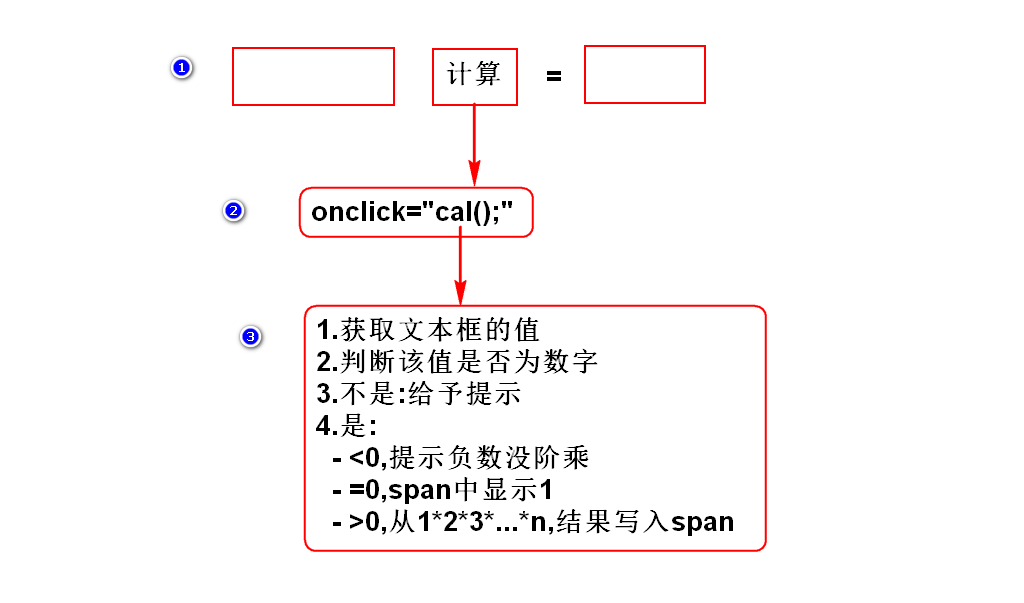 1 计算 =
2 onclick="cal();"
3
1.获取文本框的值
2.判断该值是否为数字
3.不是:给予提示
4.是:
- <0,提示负数没阶乘
- =0,span中显示1
- >0,从1*2*3*...*n,结果写入span